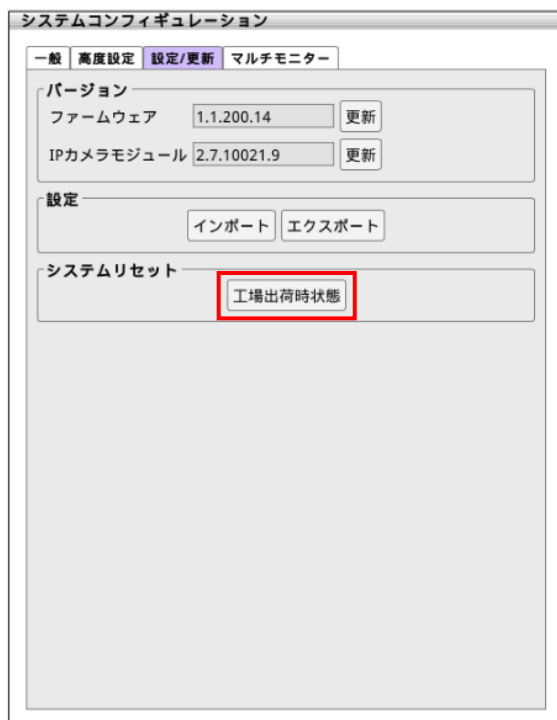 システムコンフィギュレーション
一般 高度設定 設定/更新 マルチモニター
バージョン
ファームウェア 1.1.200.14 更新
IPカメラモジュール 2.7.10021.9 更新
設定
インポート エクスポート
システムリセット
工場出荷時状態